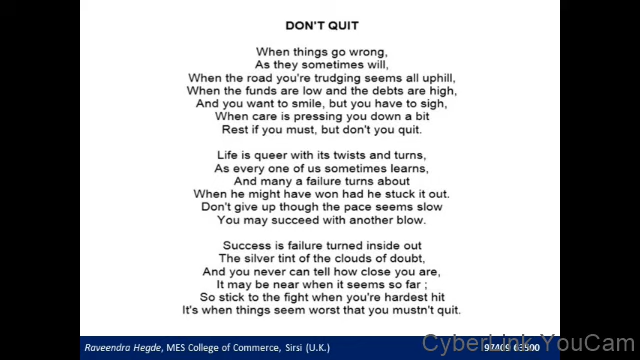 DON'T QUIT
When things go wrong,
As they sometimes will,
When the road you're trudging seems all uphill,
When the funds are low and the debts are high,
And you want to smile, but you have to sigh,
When care is pressing you down a bit
Rest if you must, but don't you quit.
Life is queer with its twists and turns,
As every one of us sometimes learns,
And many a failure turns about
When he might have won had he stuck it out.
Don't give up though the pace seems slow
You may succeed with another blow.
Success is failure turned inside out
The silver tint of the clouds of doubt,
And you never can tell how close you are,
It may be near when it seems so far ;
So stick to the fight when you're hardest hit
It's when things seem worst that you mustn't quit.
Raveendra Hegde, MES College of Commerce, Sirsi (U.K.)
CyberLink YouCam